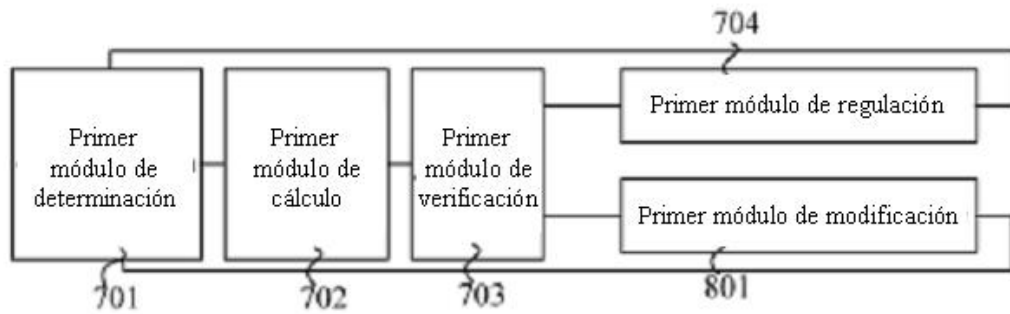 704
Primer
módulo de
determinación
Primer
módulo de
cálculo
Primer
módulo de
verificación
Primer módulo de regulación
Primer módulo de modificación
701
702
703
801